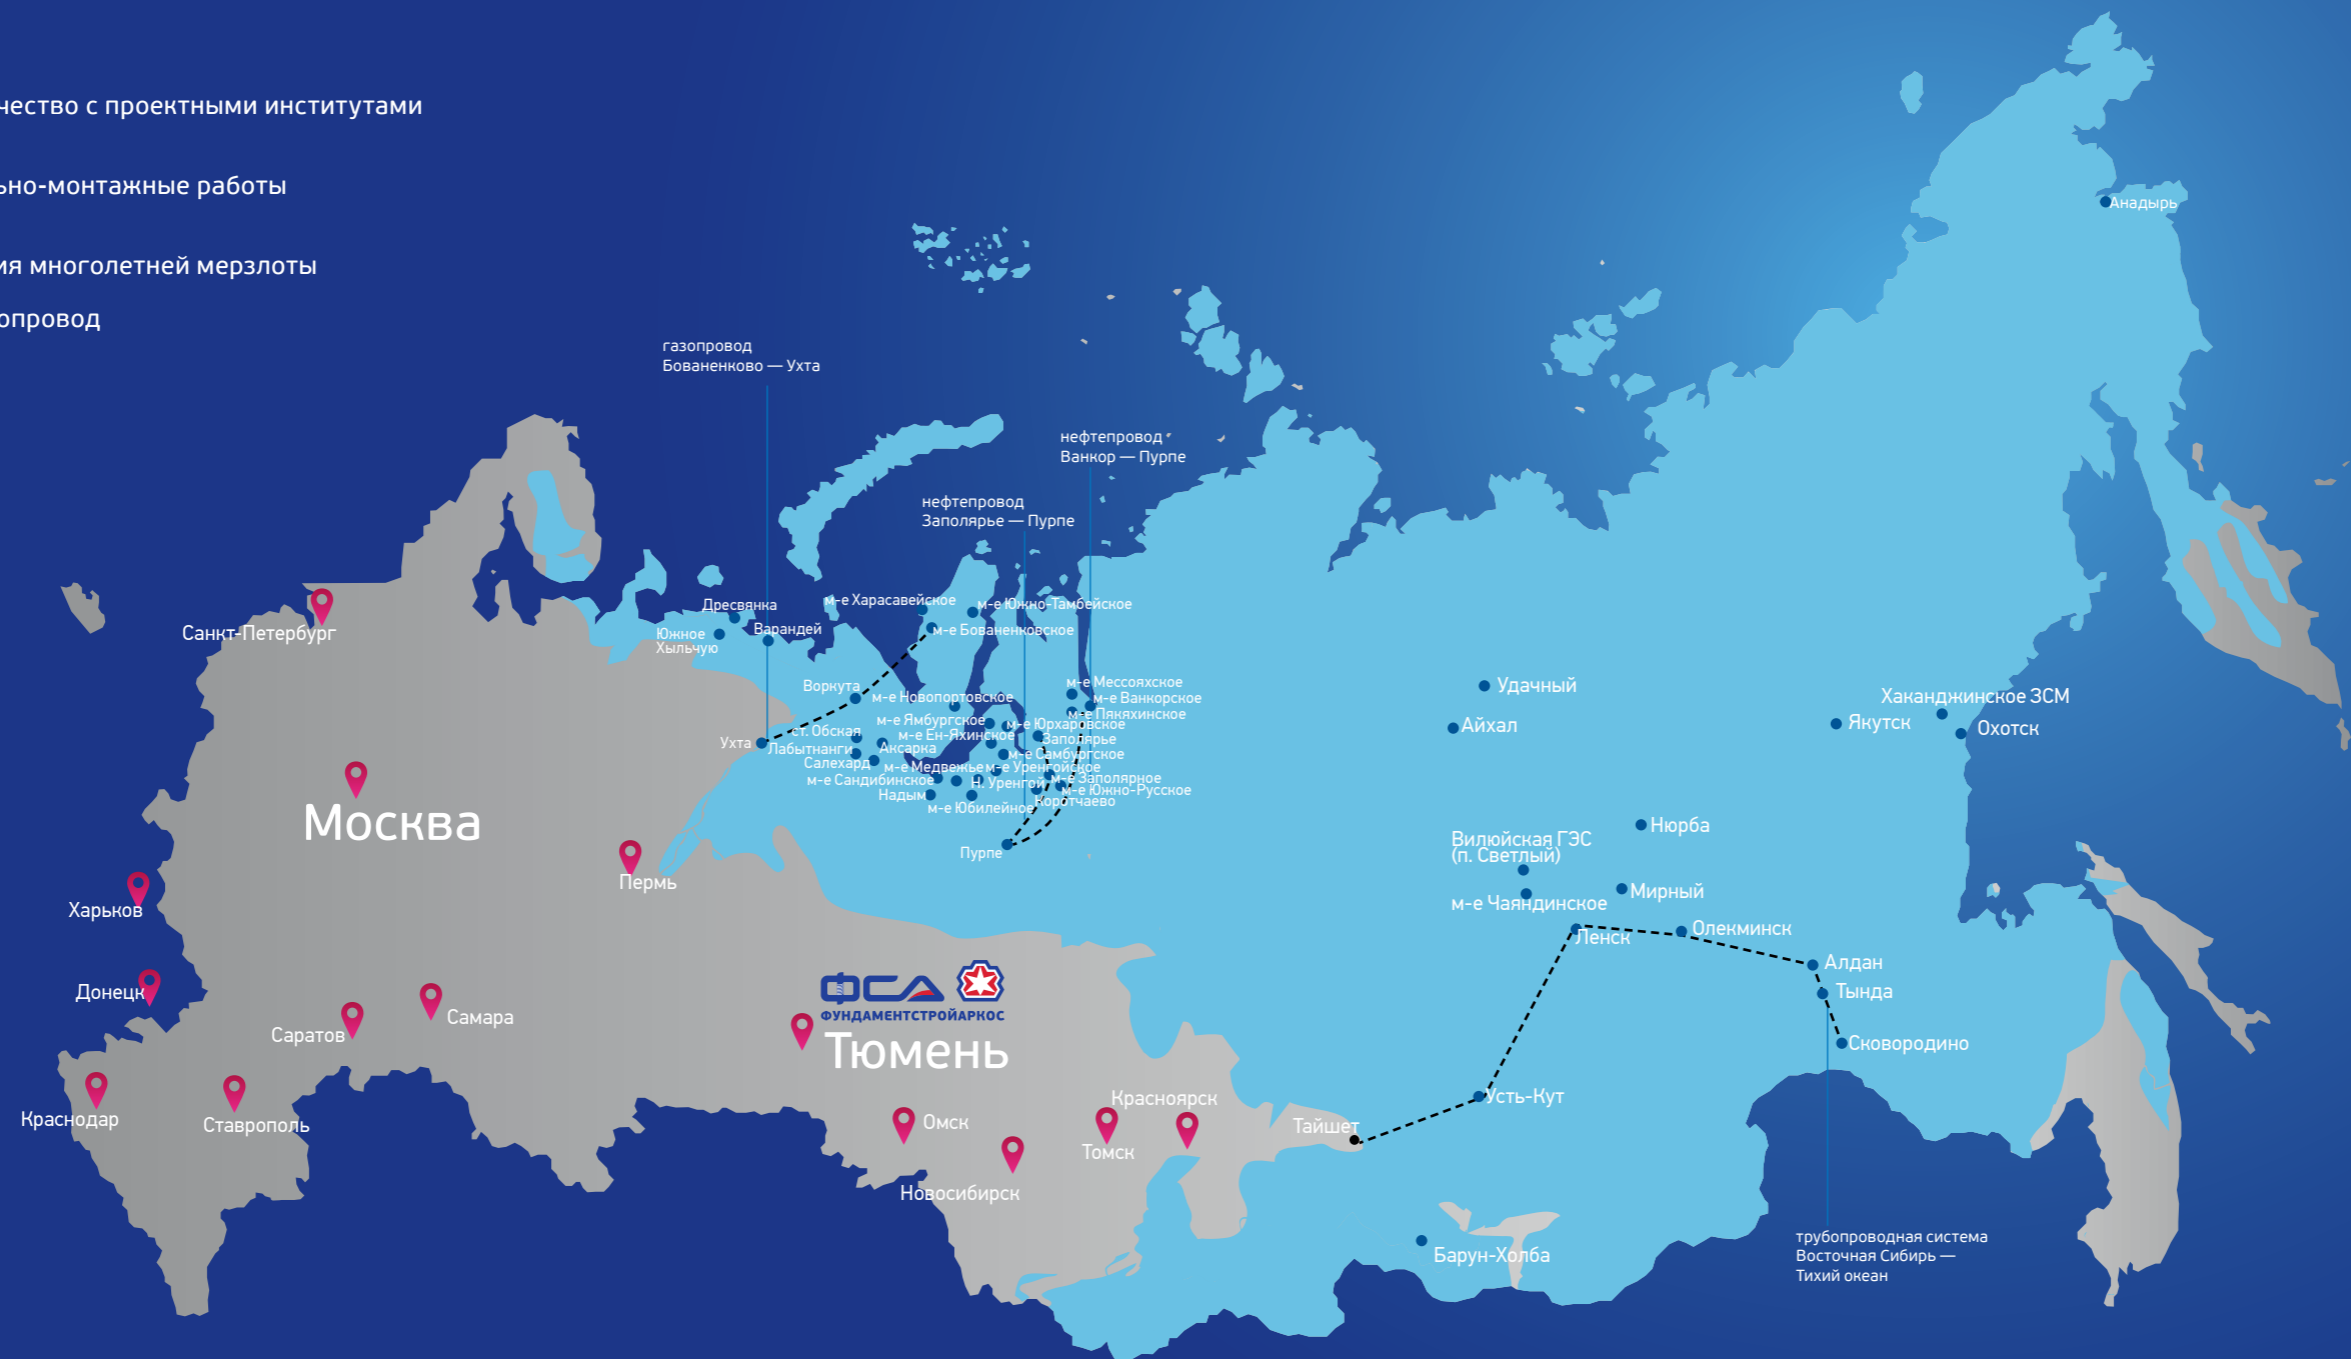 чество с проектными институтами
ьно-монтажные работы
ия многолетней мерзлоты
опровод
Анадырь
газопровод
Бованенково — Ухта
нефтепровод
Ванкор — Пурпе
нефтепровод
Заполярье — Пурпе
Дресвянка
м-е Харасавейское
м-е Южно-Тамбейское
Санкт-Петербург
Южное
Хыльчую
Варандей
м-е Бованенковское
Воркута
м-е Новопортовское
м-е Мессояхское
м-е Ванкорское
м-е Пякяхинское
Удачный
Хаканджинское ЗСМ
м-е Ямбургское
м-е Юрхаровское
Айхал
Якутск
Охотск
ст. Обская
м-е Ен-Яхинское
Заполярье
Ухта
Лабытнанги
Аксарка
м-е Самбургское
Салехард
м-е Медвежье
м-е Уренгойское
м-е Сандибинское
Н. Уренгой
м-е Заполярное
м-е Южно-Русское
Надым
м-е Юбилейное
Коротчаево
Москва
Пурпе
Нюрба
Вилюйская ГЭС
(п. Светлый)
Пермь
Мирный
м-е Чаяндинское
Харьков
Ленск
Олекминск
Алдан
Донецк
Тында
Самара
ФСА
ФУНДАМЕНТСТРОЙАРКОС
Саратов
Тюмень
Сковородино
Краснодар
Ставрополь
Омск
Красноярск
Усть-Кут
Тайшет
Томск
Новосибирск
Барун-Холба
трубопроводная система
Восточная Сибирь —
Тихий океан